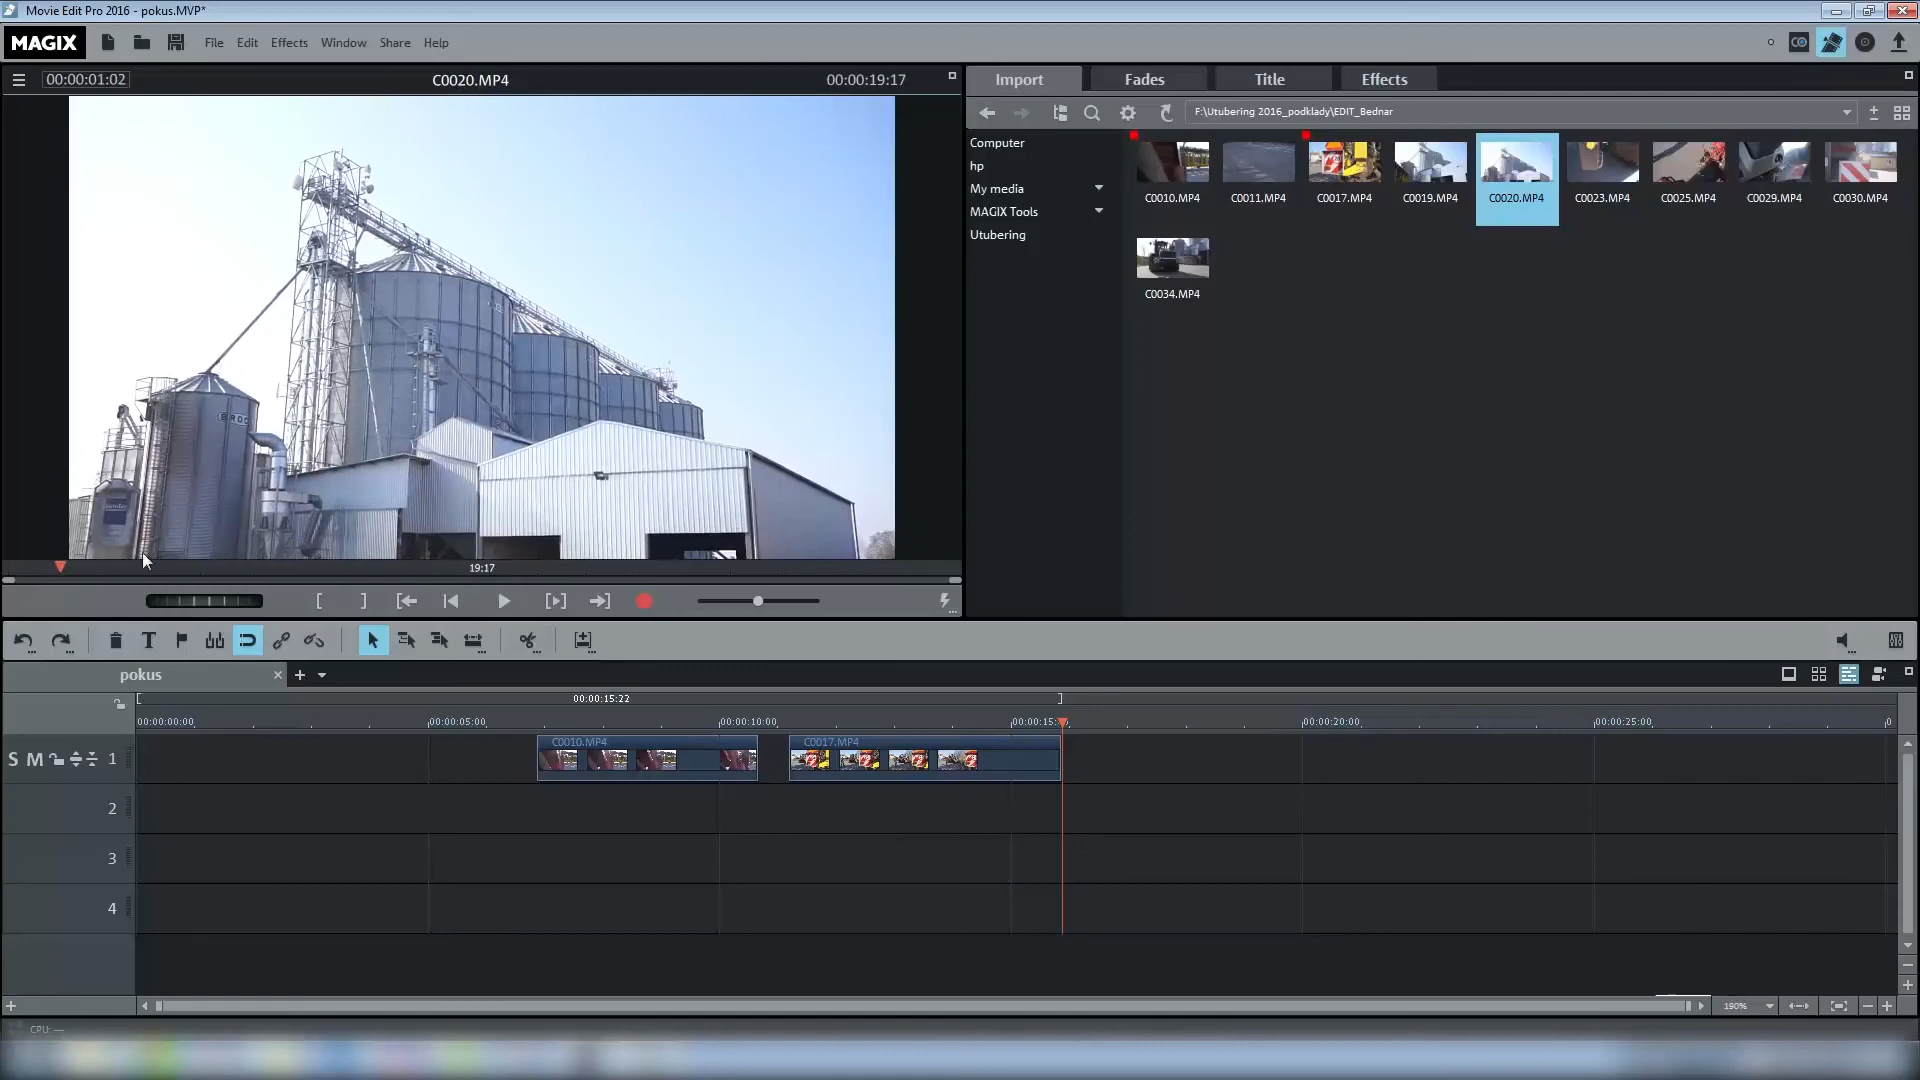 Movie Edit Pro 2016 - pokus.MVP*
MAGIX File Edit Effects Window Share Help
00:00:01:02 C0020.MP4 00:00:19:17
Import Fades Title Effects
F:\Utubering 2016_podklady\EDIT_Bednar
Computer
hp
My media
MAGIX Tools
Utubering
C0010.MP4 C0011.MP4 C0017.MP4 C0019.MP4 C0020.MP4 C0023.MP4 C0025.MP4 C0029.MP4 C0030.MP4
C0034.MP4
19:17
pokus
00:00:15:22
00:00:00:00 00:00:05:00 00:00:10:00 00:00:20:00 00:00:25:00
S M 1
C0010.MP4 C0017.MP4
2
3
4
190%
CPU: —